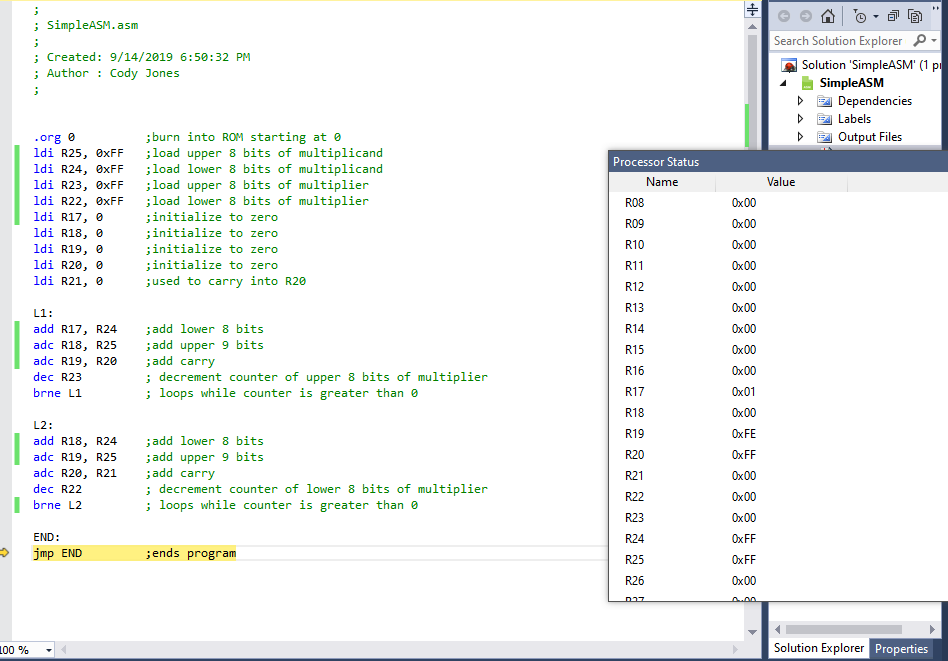 ;
; SimpleASM.asm
;
; Created: 9/14/2019 6:50:32 PM
; Author : Cody Jones
;
.org 0 ;burn into ROM starting at 0
ldi R25, 0xFF ;load upper 8 bits of multiplicand
ldi R24, 0xFF ;load lower 8 bits of multiplicand
ldi R23, 0xFF ;load upper 8 bits of multiplier
ldi R22, 0xFF ;load lower 8 bits of multiplier
ldi R17, 0 ;initialize to zero
ldi R18, 0 ;initialize to zero
ldi R19, 0 ;initialize to zero
ldi R20, 0 ;initialize to zero
ldi R21, 0 ;used to carry into R20
L1:
add R17, R24 ;add lower 8 bits
adc R18, R25 ;add upper 9 bits
adc R19, R20 ;add carry
dec R23 ; decrement counter of upper 8 bits of multiplier
brne L1 ; loops while counter is greater than 0
L2:
add R18, R24 ;add lower 8 bits
adc R19, R25 ;add upper 9 bits
adc R20, R21 ;add carry
dec R22 ; decrement counter of lower 8 bits of multiplier
brne L2 ; loops while counter is greater than 0
END:
jmp END ;ends program
100 %
Search Solution Explorer
Solution 'SimpleASM' (1 pr
SimpleASM
Dependencies
Labels
Output Files
Processor Status
Name Value
R08 0x00
R09 0x00
R10 0x00
R11 0x00
R12 0x00
R13 0x00
R14 0x00
R15 0x00
R16 0x00
R17 0x01
R18 0x00
R19 0xFE
R20 0xFF
R21 0x00
R22 0x00
R23 0x00
R24 0xFF
R25 0xFF
R26 0x00
R27 0x00
Solution Explorer Properties